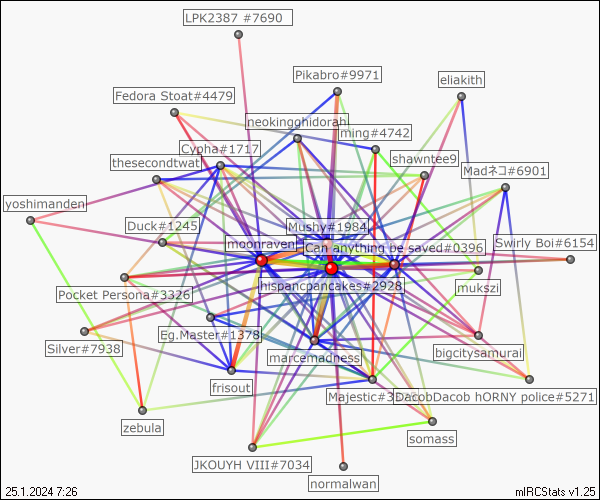 LPK2387 #7690
Pikabro#9971
eliakith
Fedora Stoat#4479
neokingghidorah
ming#4742
Cypha#1717
shawntee9
thesecondtwat
Madネコ#6901
yoshimanden
Duck#1245
Mushy#1984
moonraven
Can anything be saved#0396
Swirly Boi#6154
hispancpancakes#2928
mukszi
Pocket Persona#3326
Eg.Master#1378
Silver#7938
marcemadness
bigcitysamurai
frisout
DacobDacob hORNY police#5271
zebula
somass
JKOUYH VIII#7034
normalwan
25.1.2024 7:26
mIRCStats v1.25